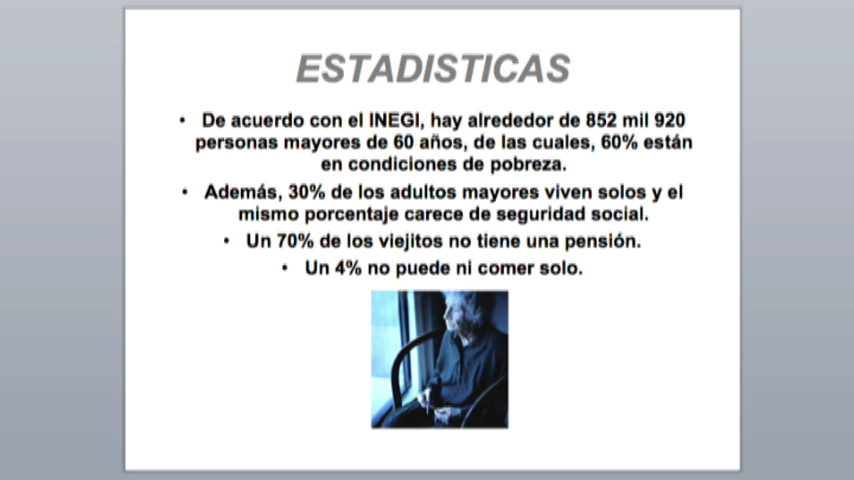 ESTADISTICAS
• De acuerdo con el INEGI, hay alrededor de 852 mil 920
personas mayores de 60 años, de las cuales, 60% están
en condiciones de pobreza.
• Además, 30% de los adultos mayores viven solos y el
mismo porcentaje carece de seguridad social.
• Un 70% de los viejitos no tiene una pensión.
• Un 4% no puede ni comer solo.